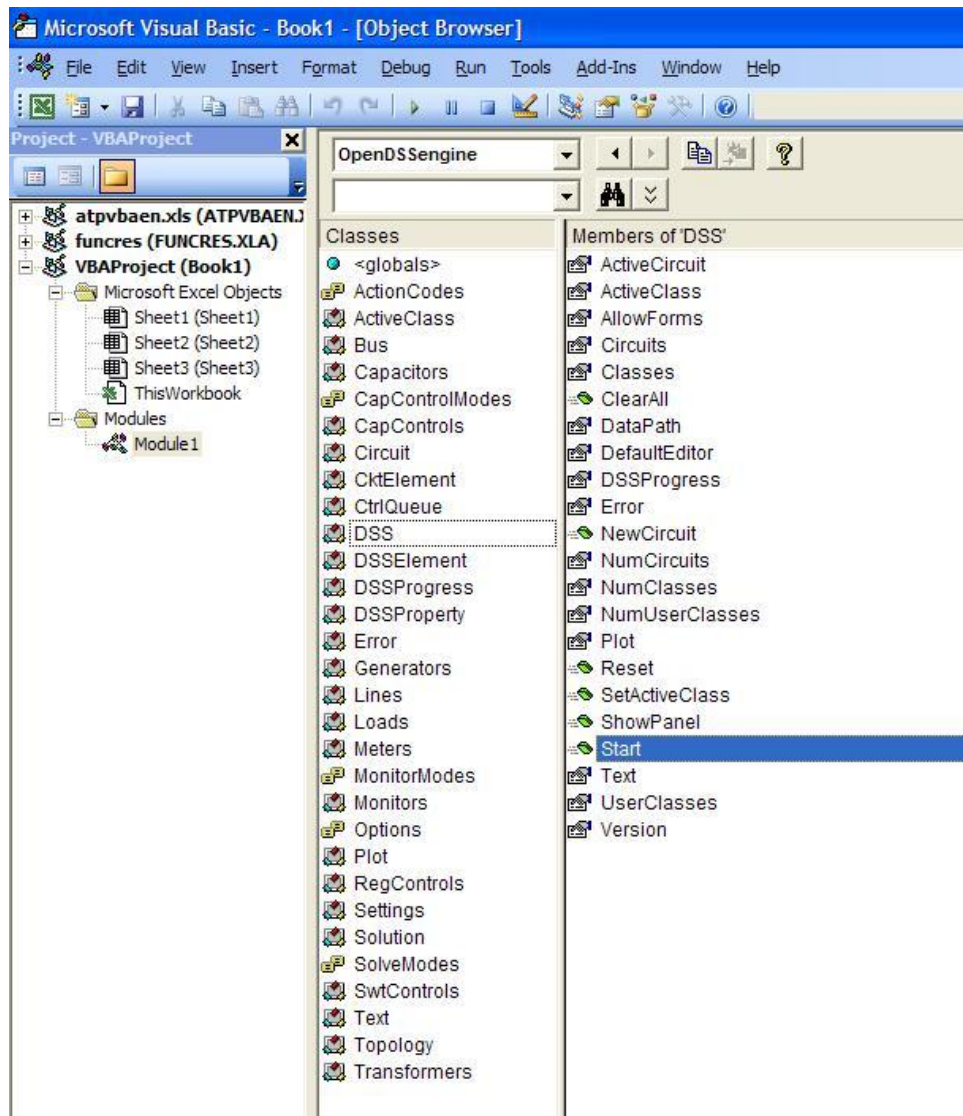 Microsoft Visual Basic - Book1 - [Object Browser]
File Edit View Insert Format Debug Run Tools Add-Ins Window Help
Project - VBAProject
atpvbaen.xls (ATPVBAEN.X
funcres (FUNCRES.XLA)
VBAProject (Book1)
Microsoft Excel Objects
Sheet1 (Sheet1)
Sheet2 (Sheet2)
Sheet3 (Sheet3)
ThisWorkbook
Modules
Module1
OpenDSSengine
Classes
<globals>
ActionCodes
ActiveClass
Bus
Capacitors
CapControlModes
CapControls
Circuit
CktElement
CtrlQueue
DSS
DSSElement
DSSProgress
DSSProperty
Error
Generators
Lines
Loads
Meters
MonitorModes
Monitors
Options
Plot
RegControls
Settings
Solution
SolveModes
SwtControls
Text
Topology
Transformers
Members of 'DSS'
ActiveCircuit
ActiveClass
AllowForms
Circuits
Classes
ClearAll
DataPath
DefaultEditor
DSSProgress
Error
NewCircuit
NumCircuits
NumClasses
NumUserClasses
Plot
Reset
SetActiveClass
ShowPanel
Start
Text
UserClasses
Version